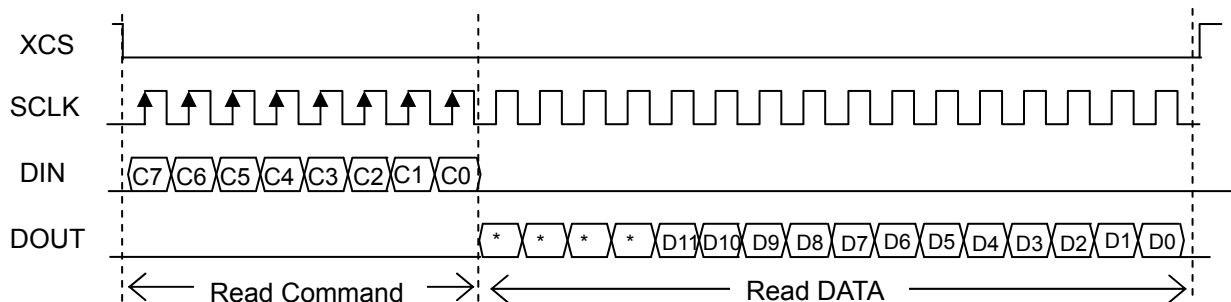 XCS
SCLK
DIN C7 C6 C5 C4 C3 C2 C1 C0
DOUT * * * * D11 D10 D9 D8 D7 D6 D5 D4 D3 D2 D1 D0
Read Command Read DATA